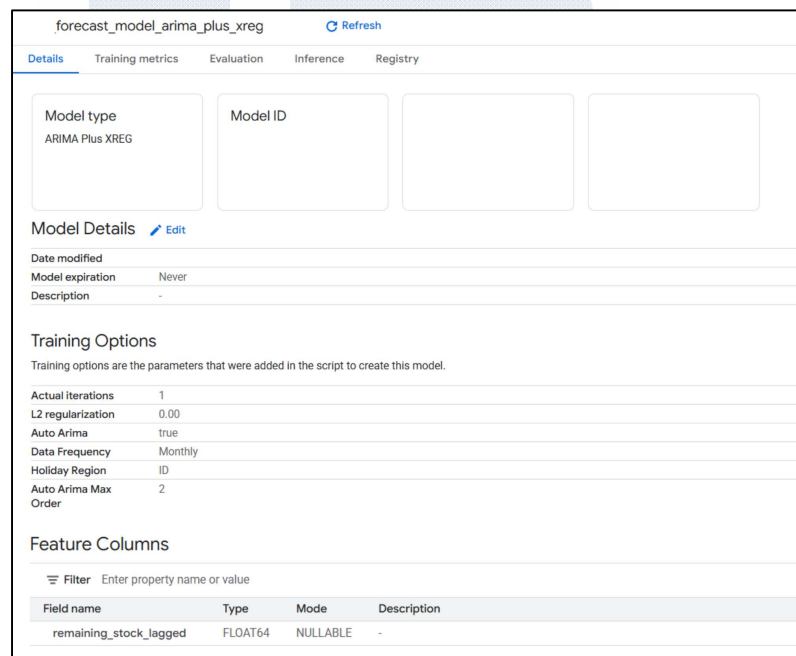 forecast_model_arima_plus_xreg Refresh
Details Training metrics Evaluation Inference Registry
Model type Model ID
ARIMA Plus XREG
Model Details Edit
Date modified
Model expiration Never
Description -
Training Options
Training options are the parameters that were added in the script to create this model.
Actual iterations 1
L2 regularization 0.00
Auto Arima true
Data Frequency Monthly
Holiday Region ID
Auto Arima Max 2
Order
Feature Columns
Filter Enter property name or value
Field name Type Mode Description
remaining_stock_lagged FLOAT64 NULLABLE -